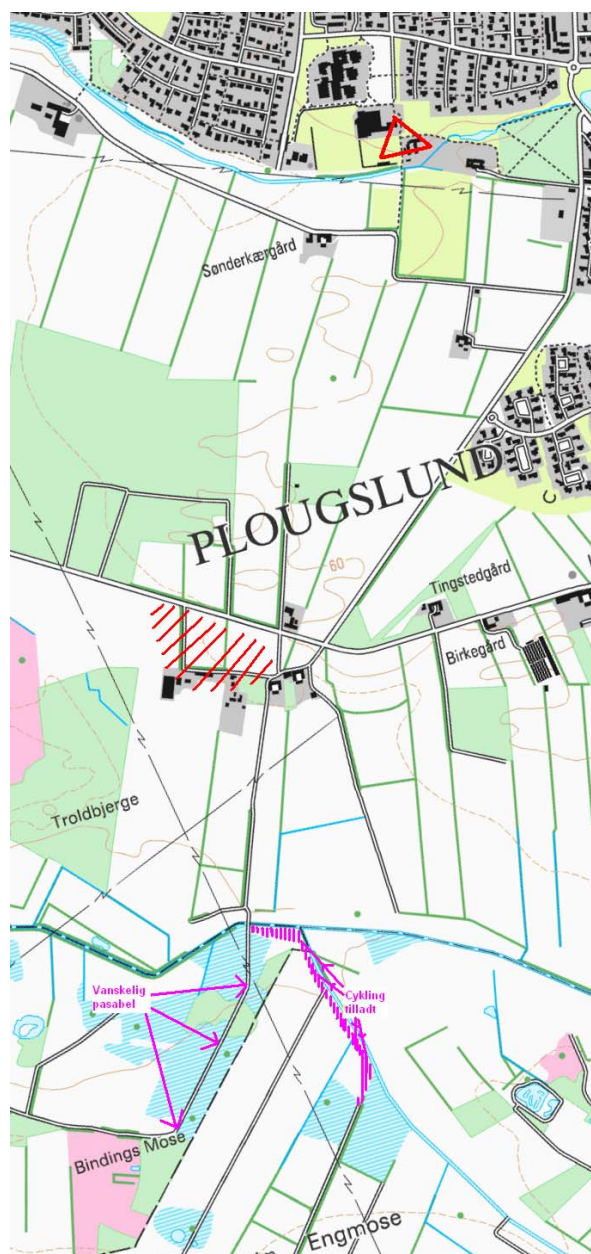 Sønderkærgård
PLOUGSLUND
60
Tingstedgård
Birkegård
Troldbjerge
Vanskelig
pasabel
Cykling
tilladt
Bindings Mose
Engmose